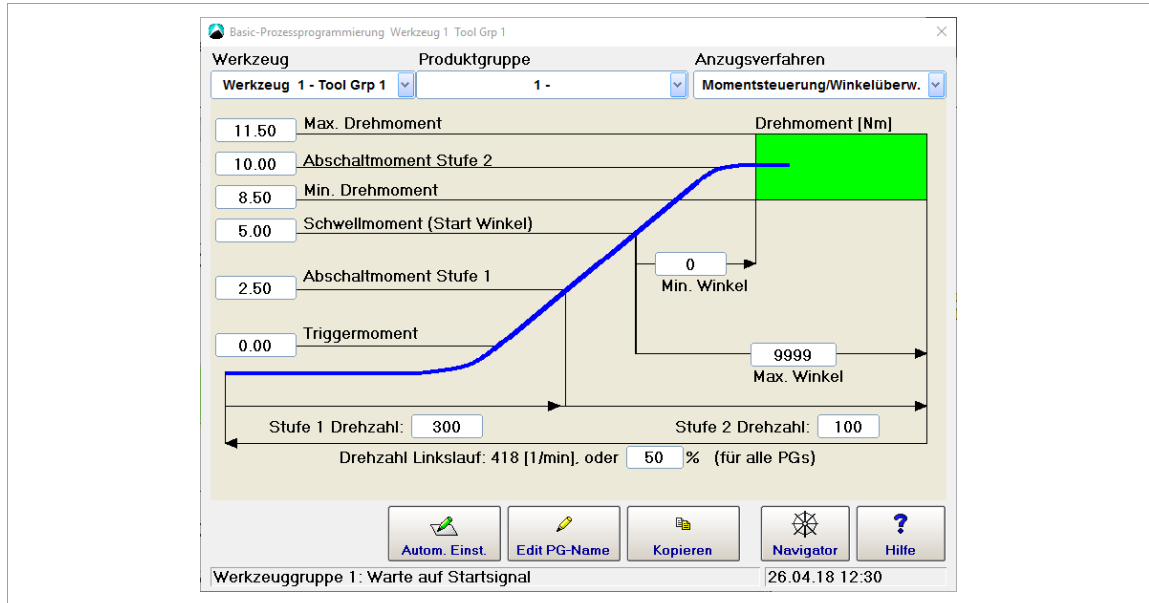 Basic-Prozessprogrammierung Werkzeug 1 Tool Grp 1
Werkzeug Produktgruppe Anzugsverfahren
Werkzeug 1 - Tool Grp 1 1 - Momentsteuerung/Winkelüberw.
11.50 Max. Drehmoment Drehmoment [Nm]
10.00 Abschaltmoment Stufe 2
8.50 Min. Drehmoment
5.00 Schwellmoment (Start Winkel)
0
Min. Winkel
2.50 Abschaltmoment Stufe 1
0.00 Triggermoment
9999
Max. Winkel
Stufe 1 Drehzahl: 300 Stufe 2 Drehzahl: 100
Drehzahl Linkslauf: 418 [1/min], oder 50 % (für alle PGs)
Autom. Einst. Edit PG-Name Kopieren Navigator Hilfe
Werkzeuggruppe 1: Warte auf Startsignal 26.04.18 12:30